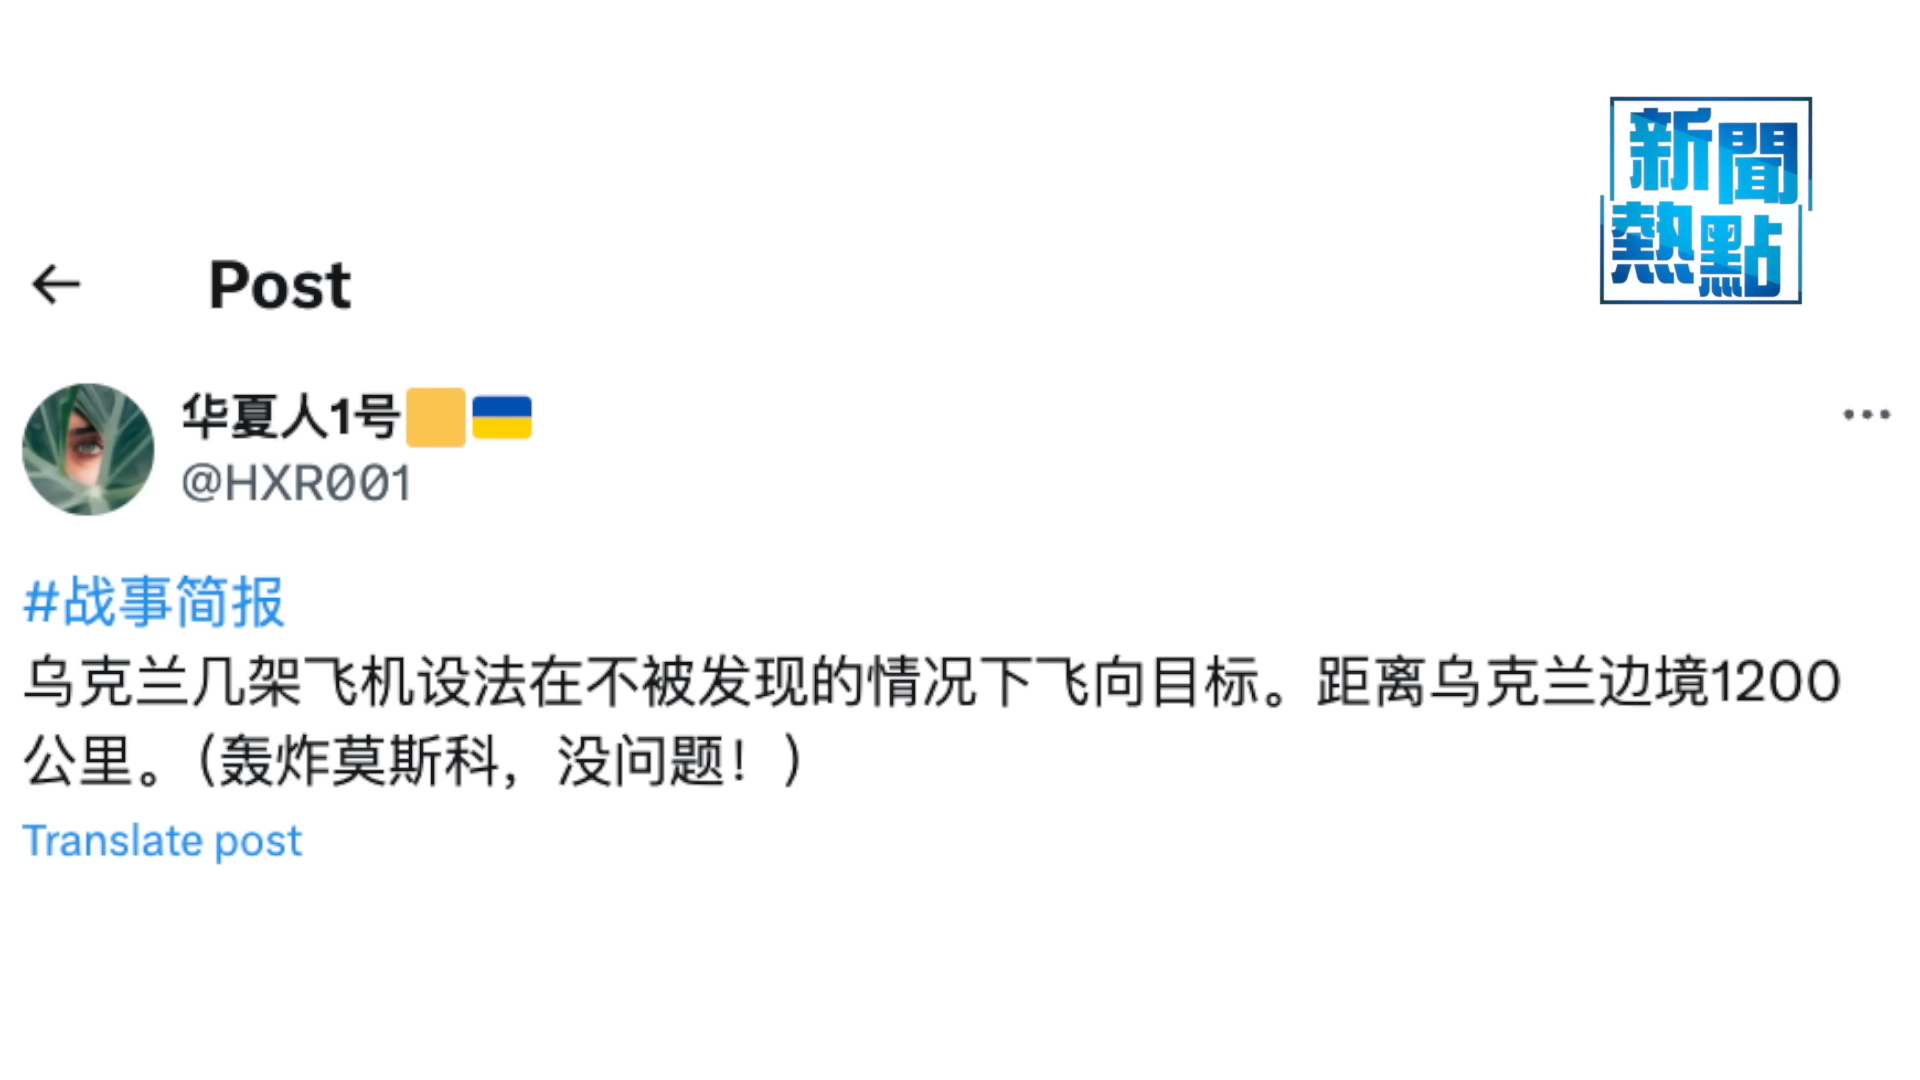 新聞
熱點
Post
华夏人1号
@HXR001
#战事简报
乌克兰几架飞机设法在不被发现的情况下飞向目标。距离乌克兰边境1200
公里。（轰炸莫斯科，没问题！）
Translate post